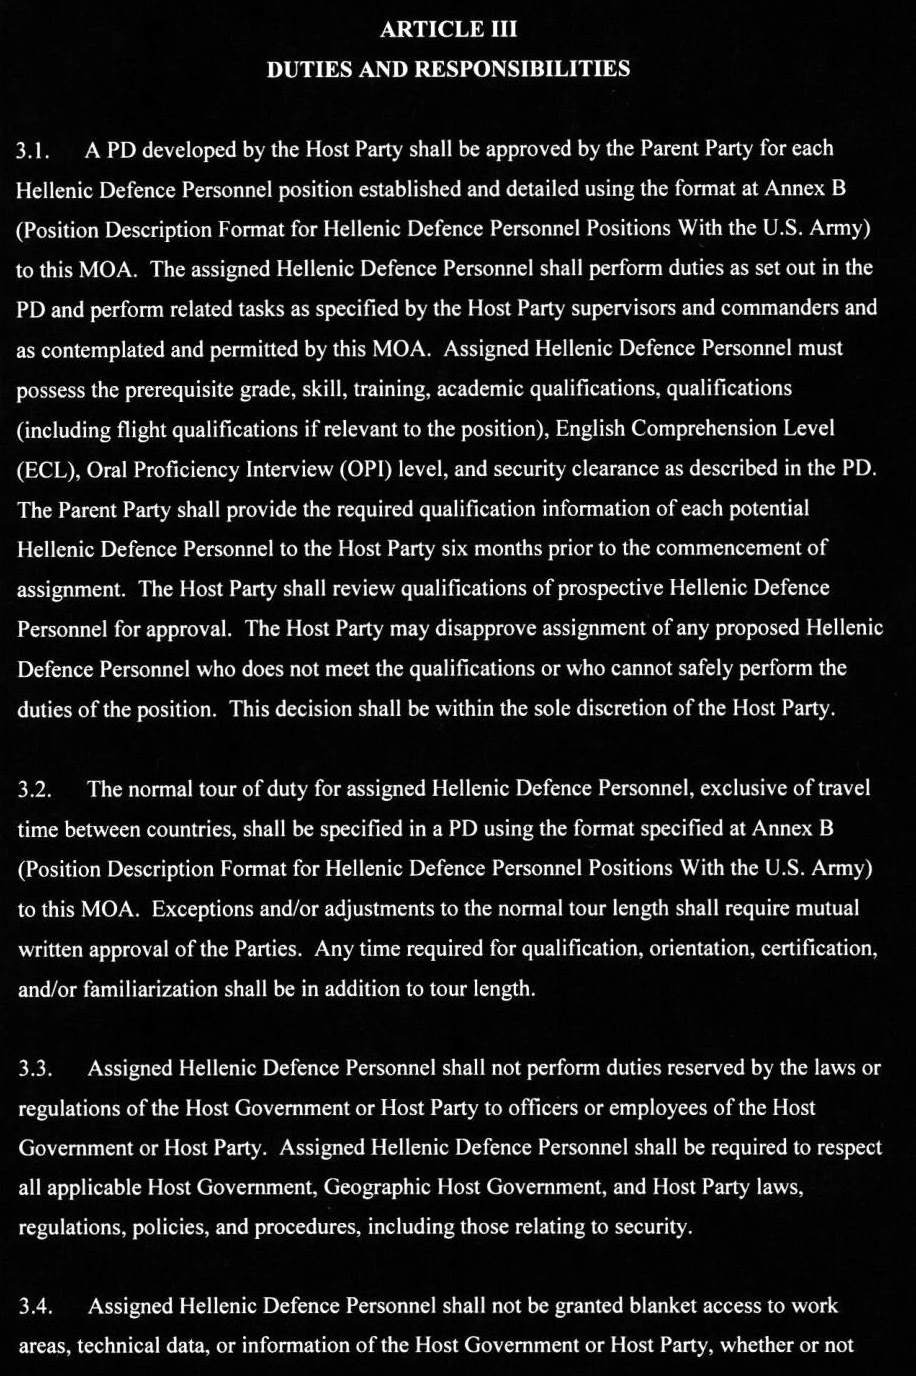 ARTICLE III
DUTIES AND RESPONSIBILITIES
3.1. A PD developed by the Host Party shall be approved by the Parent Party for each
Hellenic Defence Personnel position established and detailed using the format at Annex B
(Position Description Format for Hellenic Defence Personnel Positions With the U.S. Army)
to this MOA. The assigned Hellenic Defence Personnel shall perform duties as set out in the
PD and perform related tasks as specified by the Host Party supervisors and commanders and
as contemplated and permitted by this MOA. Assigned Hellenic Defence Personnel must
possess the prerequisite grade, skill, training, academic qualifications, qualifications
(including flight qualifications if relevant to the position), English Comprehension Level
(ECL), Oral Proficiency Interview (OPI) level, and security clearance as described in the PD.
The Parent Party shall provide the required qualification information of each potential
Hellenic Defence Personnel to the Host Party six months prior to the commencement of
assignment. The Host Party shall review qualifications of prospective Hellenic Defence
Personnel for approval. The Host Party may disapprove assignment of any proposed Hellenic
Defence Personnel who does not meet the qualifications or who cannot safely perform the
duties of the position. This decision shall be within the sole discretion of the Host Party.
3.2. The normal tour of duty for assigned Hellenic Defence Personnel, exclusive of travel
time between countries, shall be specified in a PD using the format specified at Annex B
(Position Description Format for Hellenic Defence Personnel Positions With the U.S. Army)
to this MOA. Exceptions and/or adjustments to the normal tour length shall require mutual
written approval of the Parties. Any time required for qualification, orientation, certification,
and/or familiarization shall be in addition to tour length.
3.3. Assigned Hellenic Defence Personnel shall not perform duties reserved by the laws or
regulations of the Host Government or Host Party to officers or employees of the Host
Government or Host Party. Assigned Hellenic Defence Personnel shall be required to respect
all applicable Host Government, Geographic Host Government, and Host Party laws,
regulations, policies, and procedures, including those relating to security.
3.4. Assigned Hellenic Defence Personnel shall not be granted blanket access to work
areas, technical data, or information of the Host Government or Host Party, whether or not